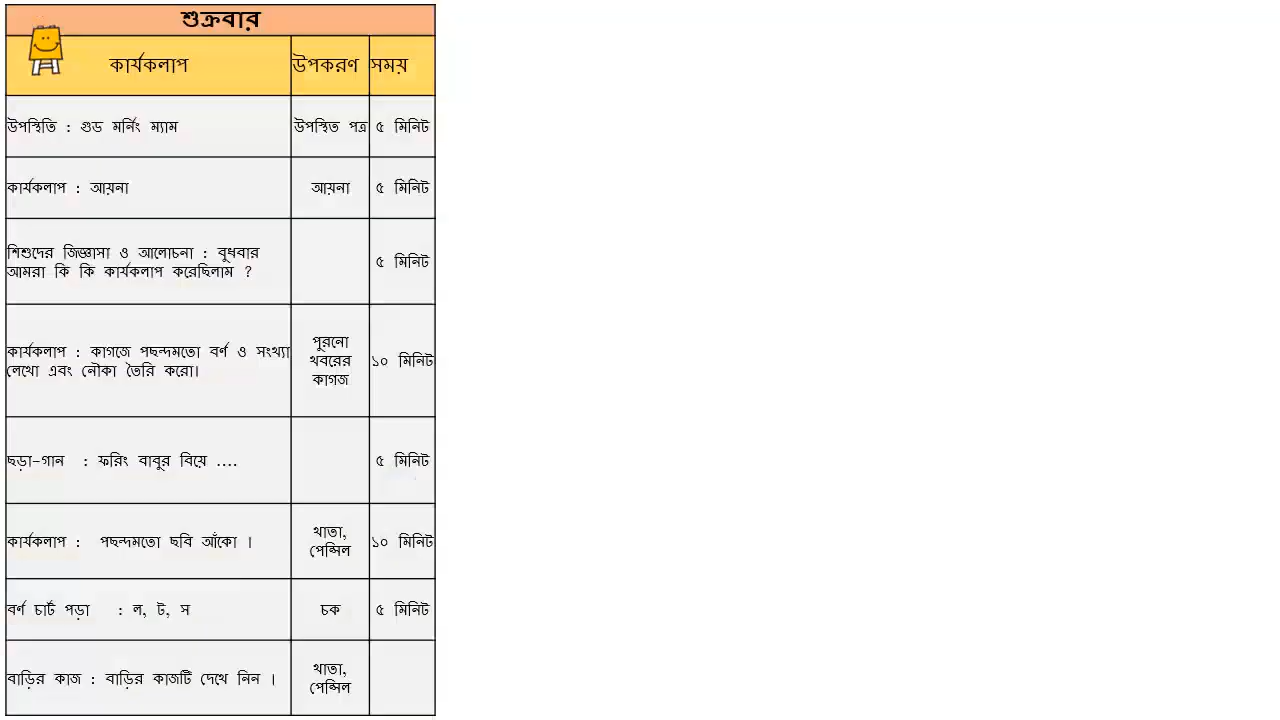 শুক্রবার
কার্যকলাপ উপকরণ সময়
উপস্থিতি : গুড মর্নিং ম্যাম উপস্থিত পত্র ৫ মিনিট
কার্যকলাপ : আয়না আয়না ৫ মিনিট
শিশুদের জিজ্ঞাসা ও আলোচনা : বুধবার
আমরা কি কি কার্যকলাপ করেছিলাম ?
৫ মিনিট
কার্যকলাপ : কাগজে পছন্দমতো বর্ণ ও সংখ্যা
লেখো এবং নৌকা তৈরি করো।
পুরনো
খবরের
কাগজ
১০ মিনিট
ছড়া-গান : ফরিং বাবুর বিয়ে ....
৫ মিনিট
কার্যকলাপ : পছন্দমতো ছবি আঁকো ।
খাতা,
পেন্সিল
১০ মিনিট
বর্ণ চার্ট পড়া : ল, ট, স চক ৫ মিনিট
বাড়ির কাজ : বাড়ির কাজটি দেখে নিন ।
খাতা,
পেন্সিল